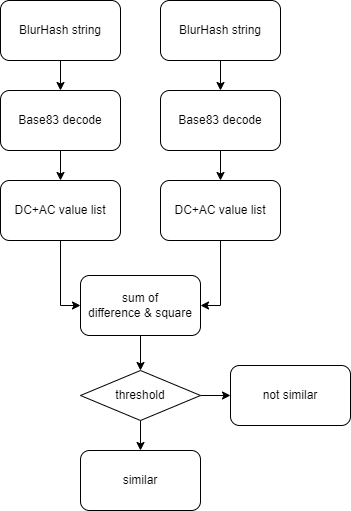 BlurHash string
BlurHash string
Base83 decode
Base83 decode
DC+AC value list
DC+AC value list
sum of
difference & square
threshold
not similar
similar